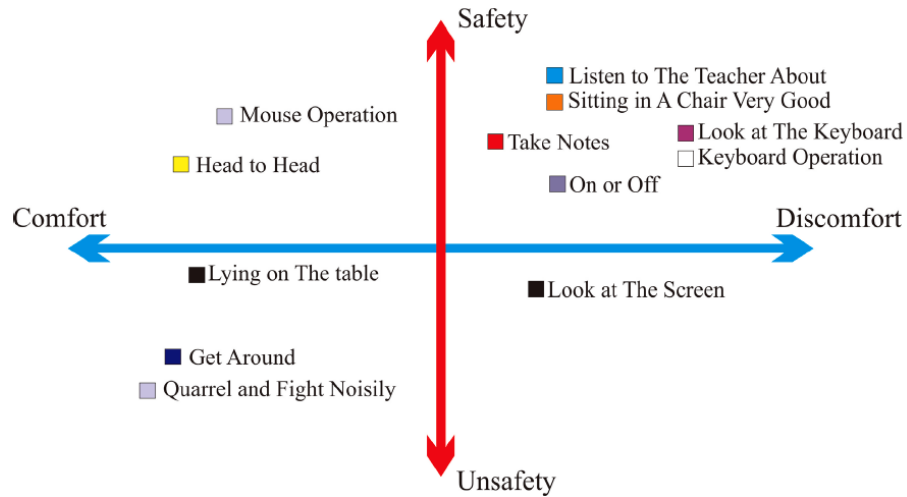 Safety
Listen to The Teacher About
Sitting in A Chair Very Good
Mouse Operation
Look at The Keyboard
Take Notes
Keyboard Operation
Head to Head
On or Off
Comfort
Discomfort
Lying on The table
Look at The Screen
Get Around
Quarrel and Fight Noisily
Unsafety